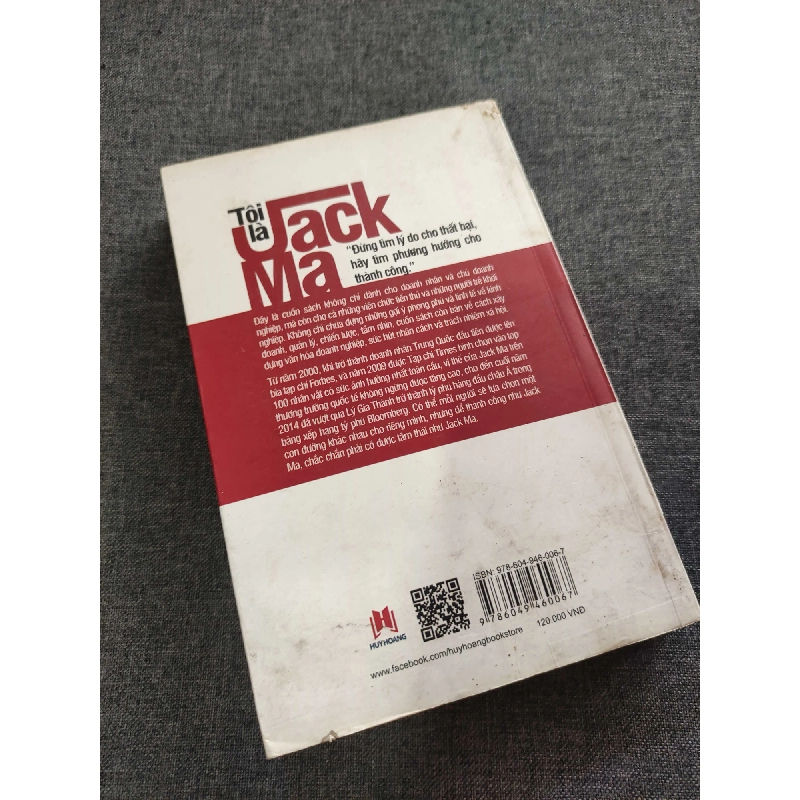 Tôi là Jack Ma
"Đừng tìm lý do cho thất bại,
hãy tìm phương hướng cho
thành công."
Đây là cuốn sách không chỉ dành cho doanh nhân và chủ doanh
nghiệp, mà còn cho cả những viên chức tiến thủ và những người trẻ khởi
nghiệp. Không chỉ chứa đựng những gợi ý phong phú và tinh tế về kinh
doanh, quản lý, chiến lược, tầm nhìn, cuốn sách còn bàn về cách xây
dựng văn hóa doanh nghiệp, sức hút nhân cách và trách nhiệm xã hội.
Từ năm 2000, khi trở thành doanh nhân Trung Quốc đầu tiên được lên
bìa tạp chí Forbes, và năm 2009 được Tạp chí Times bình chọn vào top
100 nhân vật có sức ảnh hưởng nhất toàn cầu, vị thế của Jack Ma trên
thương trường quốc tế không ngừng được tăng cao, cho đến cuối năm
2014 đã vượt qua Lý Gia Thành trở thành tỷ phú hàng đầu châu Á trong
bảng xếp hạng tỷ phú Bloomberg. Có thể mỗi người sẽ lựa chọn một
con đường khác nhau cho riêng mình, nhưng để thành công như Jack
Ma, chắc chắn phải có được tâm thái như Jack Ma.
HUYHOANG
ISBN: 978-604-946-006-7
9 786049 460067
120 000 VNĐ
www.facebook.com/huyhoangbookstore